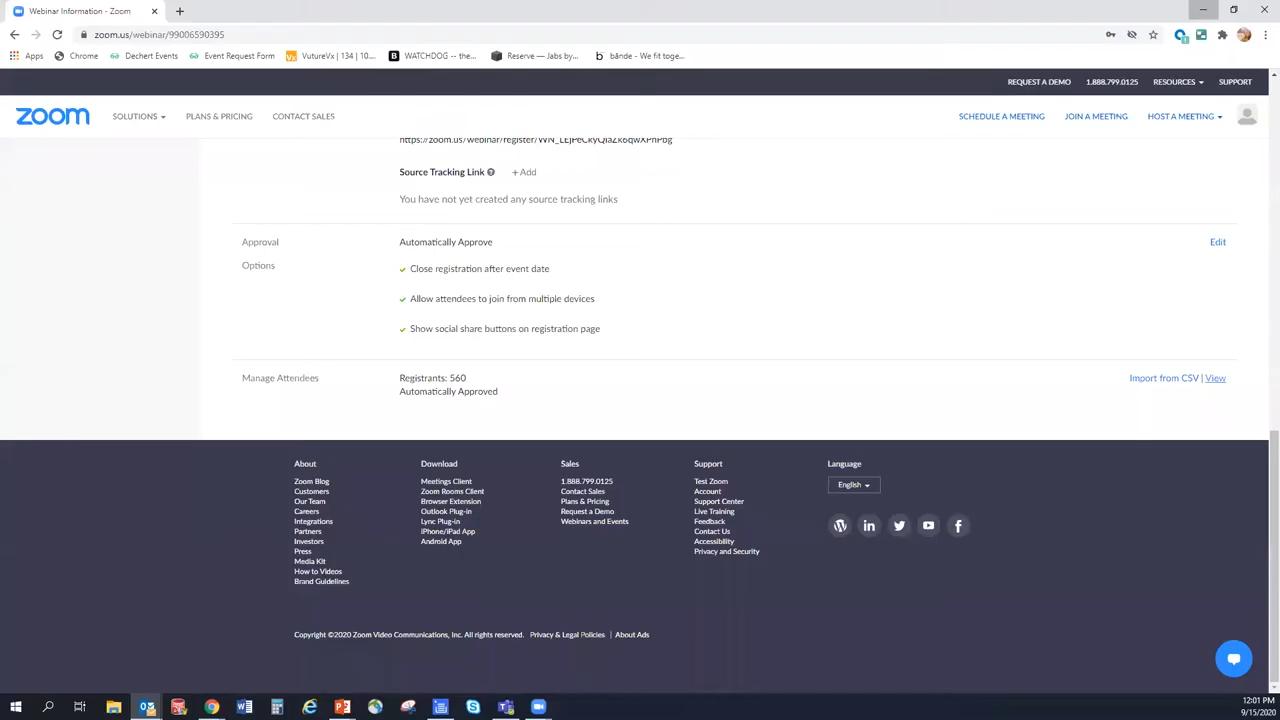 Webinar Information - Zoom
zoom.us/webinar/99006590395
Apps Chrome Dechert Events Event Request Form VutureVx | 134 | 10.... WATCHDOG -- the... Reserve — Jabs by... bande - We fit toge...
REQUEST A DEMO 1.888.799.0125 RESOURCES SUPPORT
zoom SOLUTIONS PLANS & PRICING CONTACT SALES SCHEDULE A MEETING JOIN A MEETING HOST A MEETING
Source Tracking Link + Add
You have not yet created any source tracking links
Approval Automatically Approve Edit
Options Close registration after event date
Allow attendees to join from multiple devices
Show social share buttons on registration page
Manage Attendees Registrants: 560 Import from CSV | View
Automatically Approved
About
Zoom Blog
Customers
Our Team
Careers
Integrations
Partners
Investors
Press
Media Kit
How to Videos
Brand Guidelines
Download
Meetings Client
Zoom Rooms Client
Browser Extension
Outlook Plug-in
Lync Plug-in
iPhone/iPad App
Android App
Sales
1.888.799.0125
Contact Sales
Plans & Pricing
Request a Demo
Webinars and Events
Support
Test Zoom
Account
Support Center
Live Training
Feedback
Contact Us
Accessibility
Privacy and Security
Language
English
Copyright ©2020 Zoom Video Communications, Inc. All rights reserved. Privacy & Legal Policies | About Ads
12:01 PM
9/15/2020